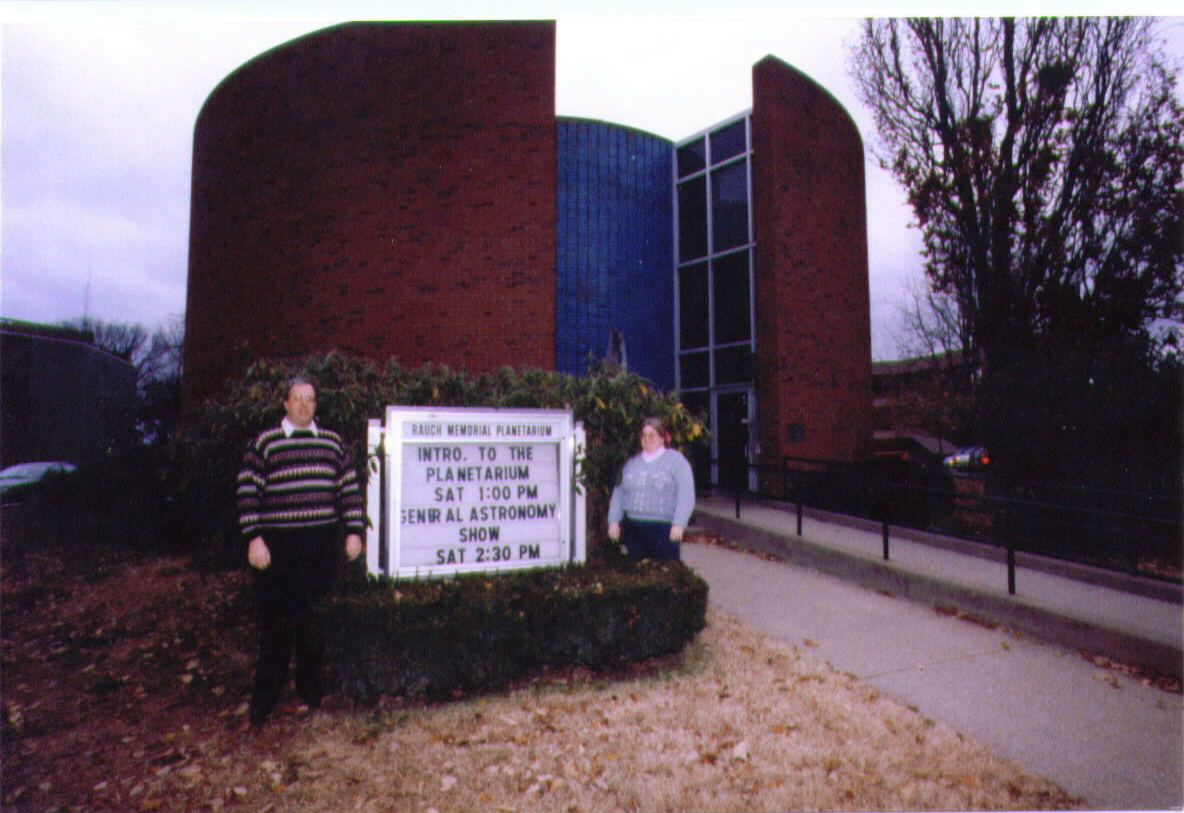 RAUCH MEMORIAL PLANETARIUM
INTRO. TO THE
PLANETARIUM
SAT 1:00 PM
GENERAL ASTRONOMY
SHOW
SAT 2:30 PM